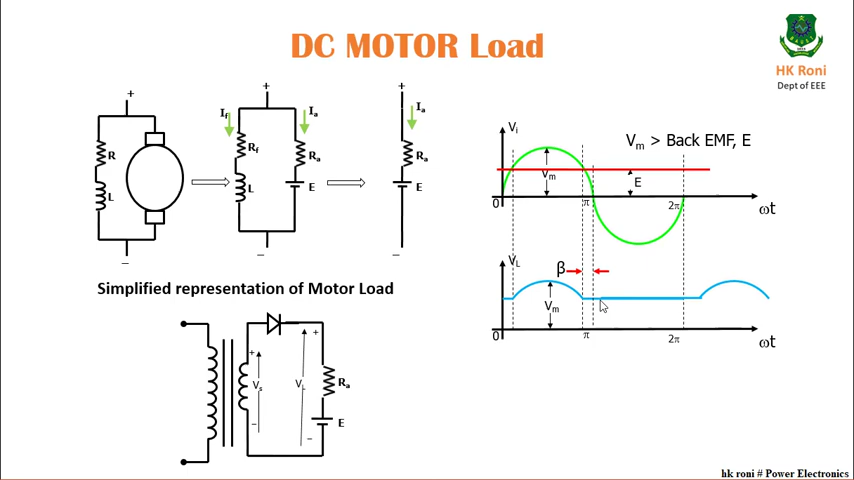 DC MOTOR Load
HK Roni
Dept of EEE
+
R
L
_
+
If
Ia
Rf
Ra
L
E
_
+
Ia
Ra
E
_
Simplified representation of Motor Load
+
Vs
-
+
VL
-
Ra
E
Vi
Vm > Back EMF, E
Vm
E
0
π
2π
ωt
VL
β
Vm
0
π
2π
ωt
hk roni # Power Electronics